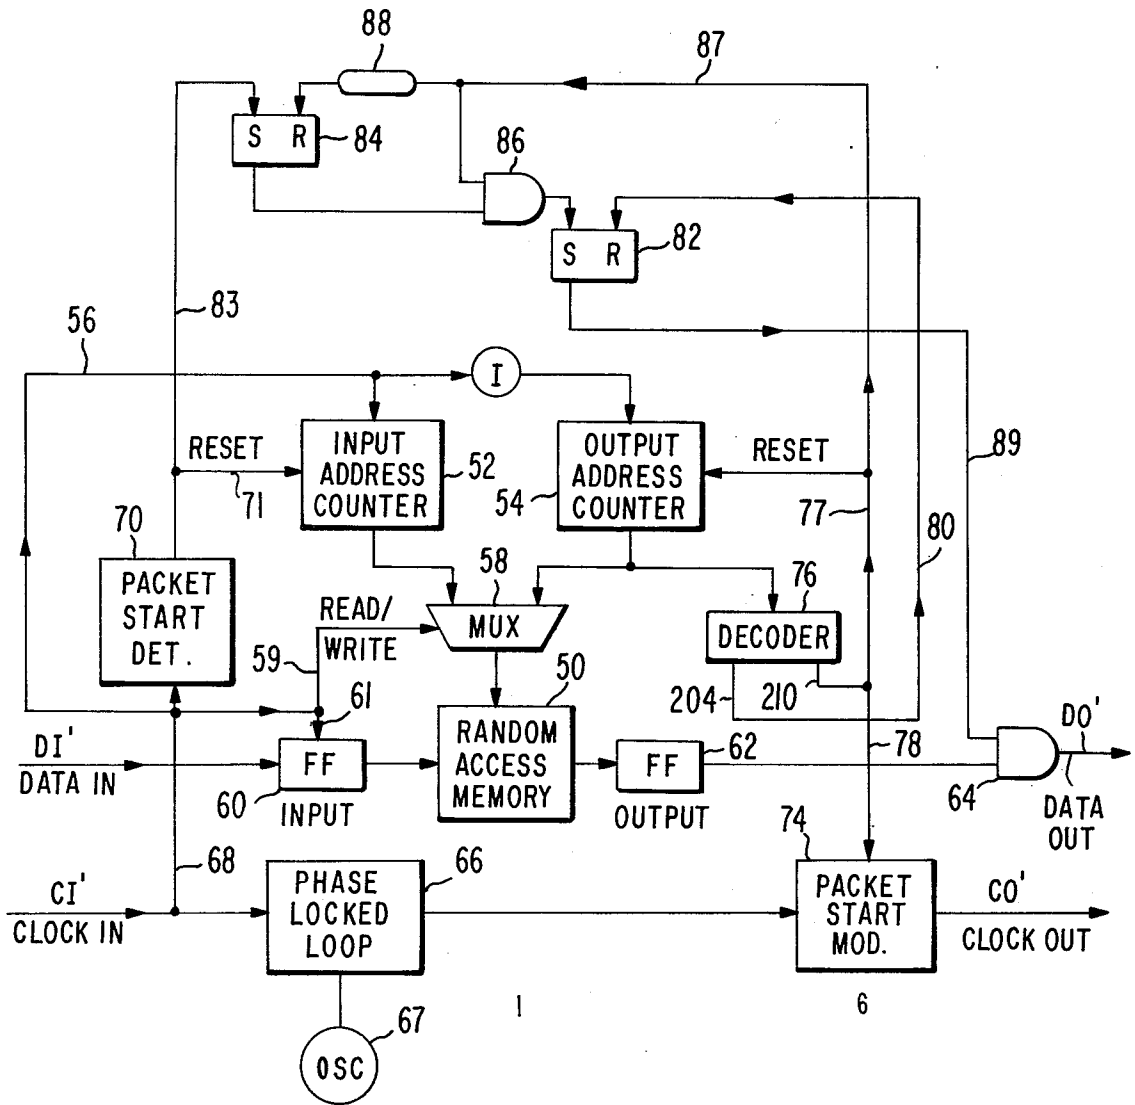 88
87
S R
84
86
S R
82
83
56
I
RESET
71
INPUT
ADDRESS
COUNTER
52
OUTPUT
ADDRESS
COUNTER
54
RESET
77
89
80
70
PACKET
START
DET.
READ/
WRITE
59
58
MUX
76
DECODER
204
210
61
50
RANDOM
ACCESS
MEMORY
DI'
DATA IN
FF
60
INPUT
FF
62
OUTPUT
78
64
DO'
DATA
OUT
68
CI'
CLOCK IN
PHASE
LOCKED
LOOP
66
74
PACKET
START
MOD.
CO'
CLOCK OUT
67
OSC
1
6